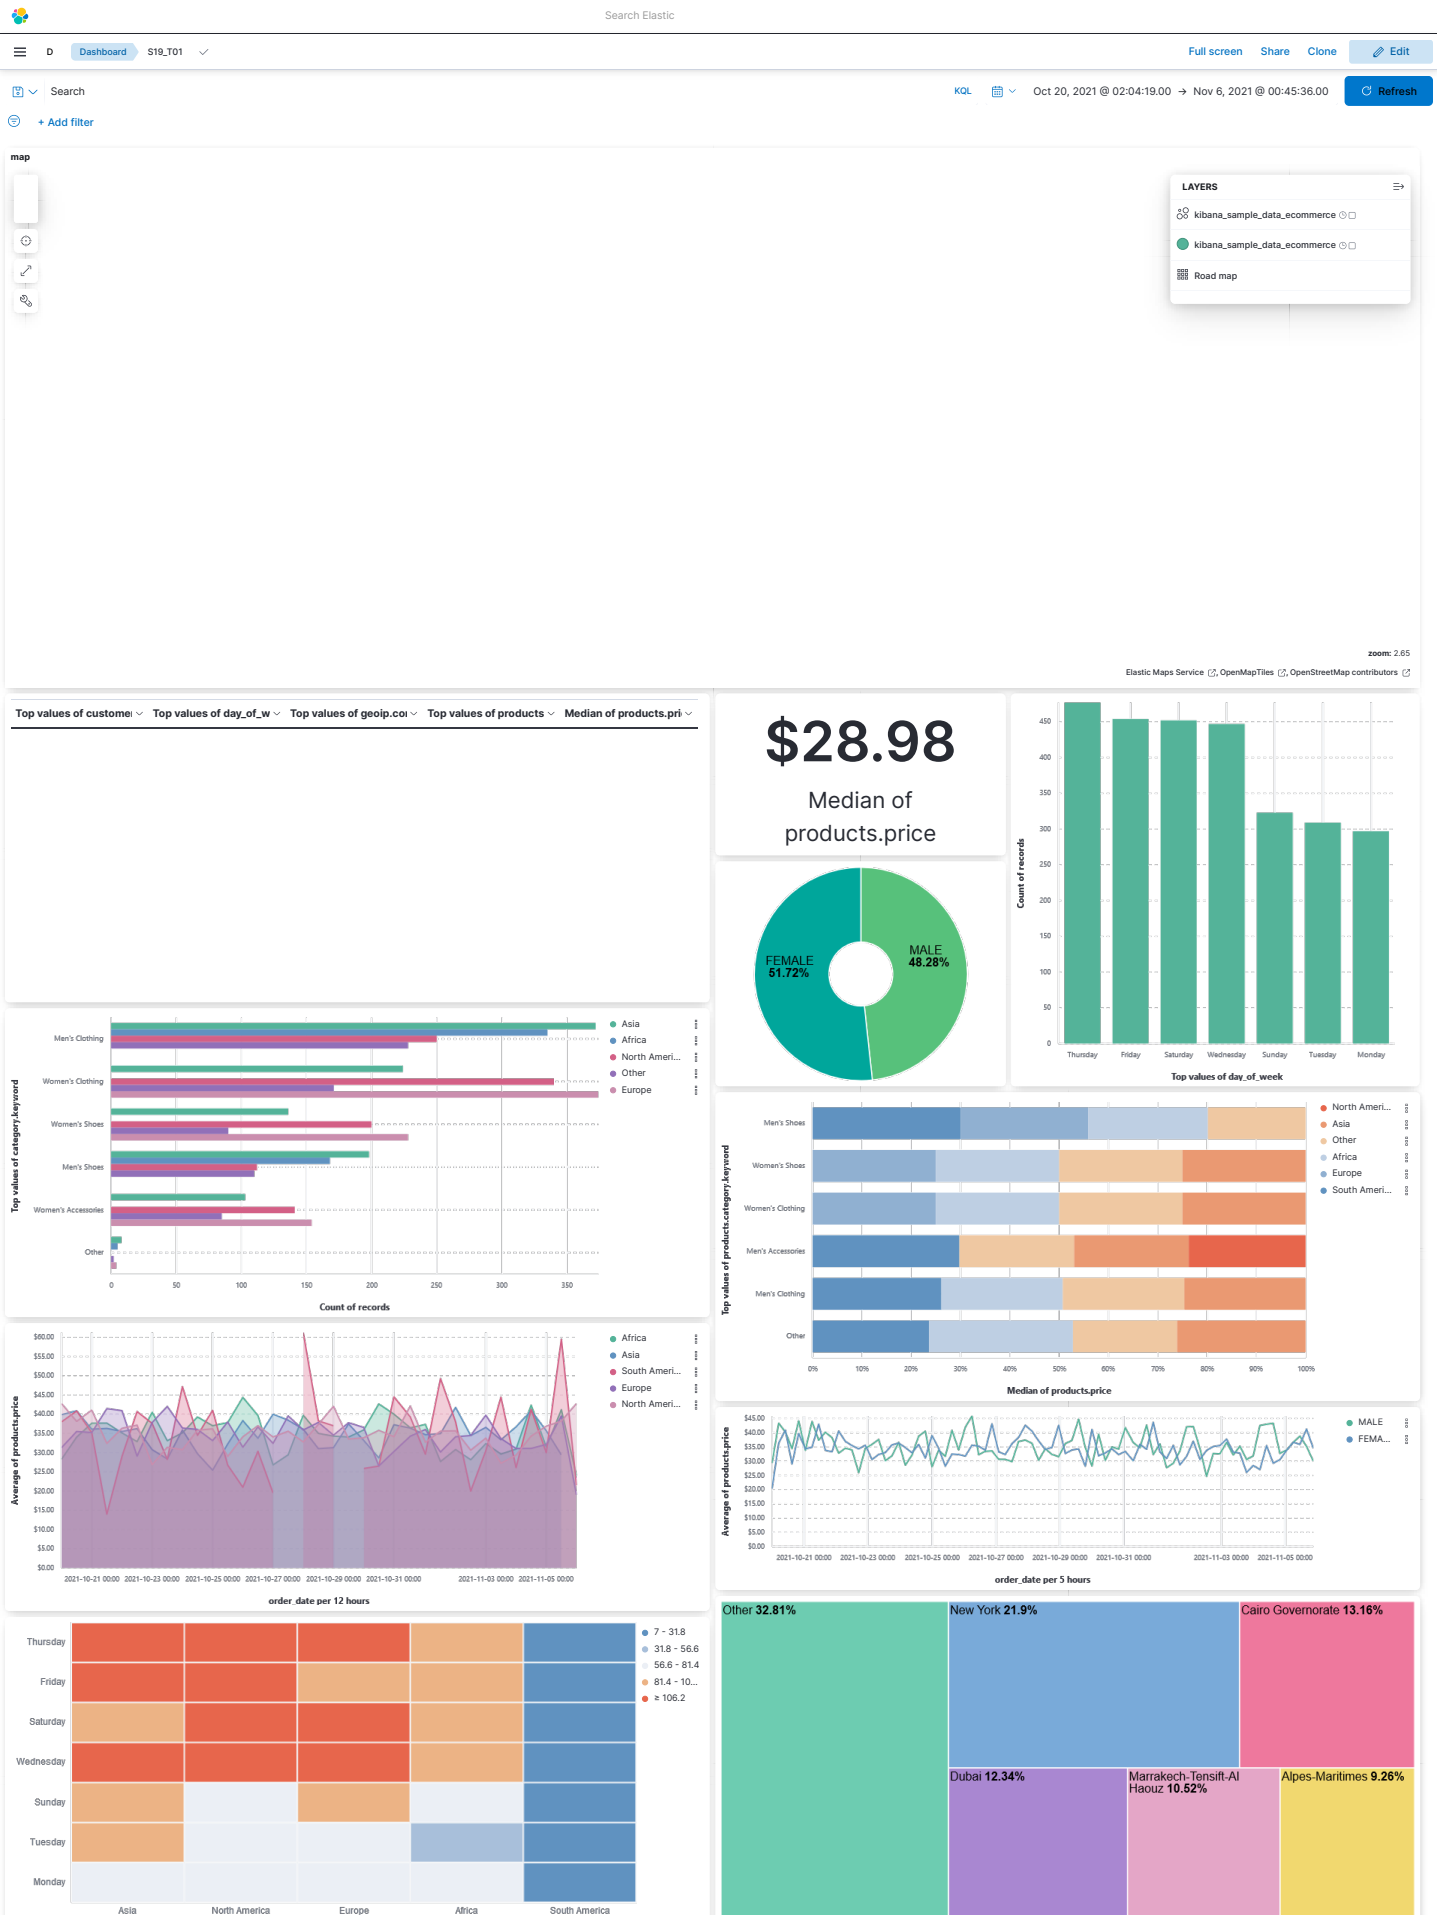 Search Elastic
D
Dashboard
S19_T01
Full screen
Share
Clone
Edit
Search
KQL
Oct 20, 2021 @ 02:04:19.00 → Nov 6, 2021 @ 00:45:36.00
Refresh
+ Add filter
map
LAYERS
kibana_sample_data_ecommerce
kibana_sample_data_ecommerce
Road map
zoom: 2.65
Elastic Maps Service , OpenMapTiles , OpenStreetMap contributors
Top values of customer
Top values of day_of_w
Top values of geoip.con
Top values of products
Median of products.pri
$28.98
Median of
products.price
FEMALE
51.72%
MALE
48.28%
Count of records
450
400
350
300
250
200
150
100
50
0
Thursday
Friday
Saturday
Wednesday
Sunday
Tuesday
Monday
Top values of day_of_week
Top values of category.keyword
Men's Clothing
Women's Clothing
Women's Shoes
Men's Shoes
Women's Accessories
Other
0
50
100
150
200
250
300
350
Count of records
Asia
Africa
North Ameri...
Other
Europe
Top values of products.category.keyword
Men's Shoes
Women's Shoes
Women's Clothing
Men's Accessories
Men's Clothing
Other
0%
10%
20%
30%
40%
50%
60%
70%
80%
90%
100%
Median of products.price
North Ameri...
Asia
Other
Africa
Europe
South Ameri...
Average of products.price
$60.00
$55.00
$50.00
$45.00
$40.00
$35.00
$30.00
$25.00
$20.00
$15.00
$10.00
$5.00
$0.00
2021-10-21 00:00
2021-10-23 00:00
2021-10-25 00:00
2021-10-27 00:00
2021-10-29 00:00
2021-10-31 00:00
2021-11-03 00:00
2021-11-05 00:00
order_date per 12 hours
Africa
Asia
South Ameri...
Europe
North Ameri...
Average of products.price
$45.00
$40.00
$35.00
$30.00
$25.00
$20.00
$15.00
$10.00
$5.00
$0.00
2021-10-21 00:00
2021-10-23 00:00
2021-10-25 00:00
2021-10-27 00:00
2021-10-29 00:00
2021-10-31 00:00
2021-11-03 00:00
2021-11-05 00:00
order_date per 5 hours
MALE
FEMA...
Thursday
Friday
Saturday
Wednesday
Sunday
Tuesday
Monday
Asia
North America
Europe
Africa
South America
7 - 31.8
31.8 - 56.6
56.6 - 81.4
81.4 - 10...
≥ 106.2
Other 32.81%
New York 21.9%
Cairo Governorate 13.16%
Dubai 12.34%
Marrakech-Tensift-Al
Haouz 10.52%
Alpes-Maritimes 9.26%